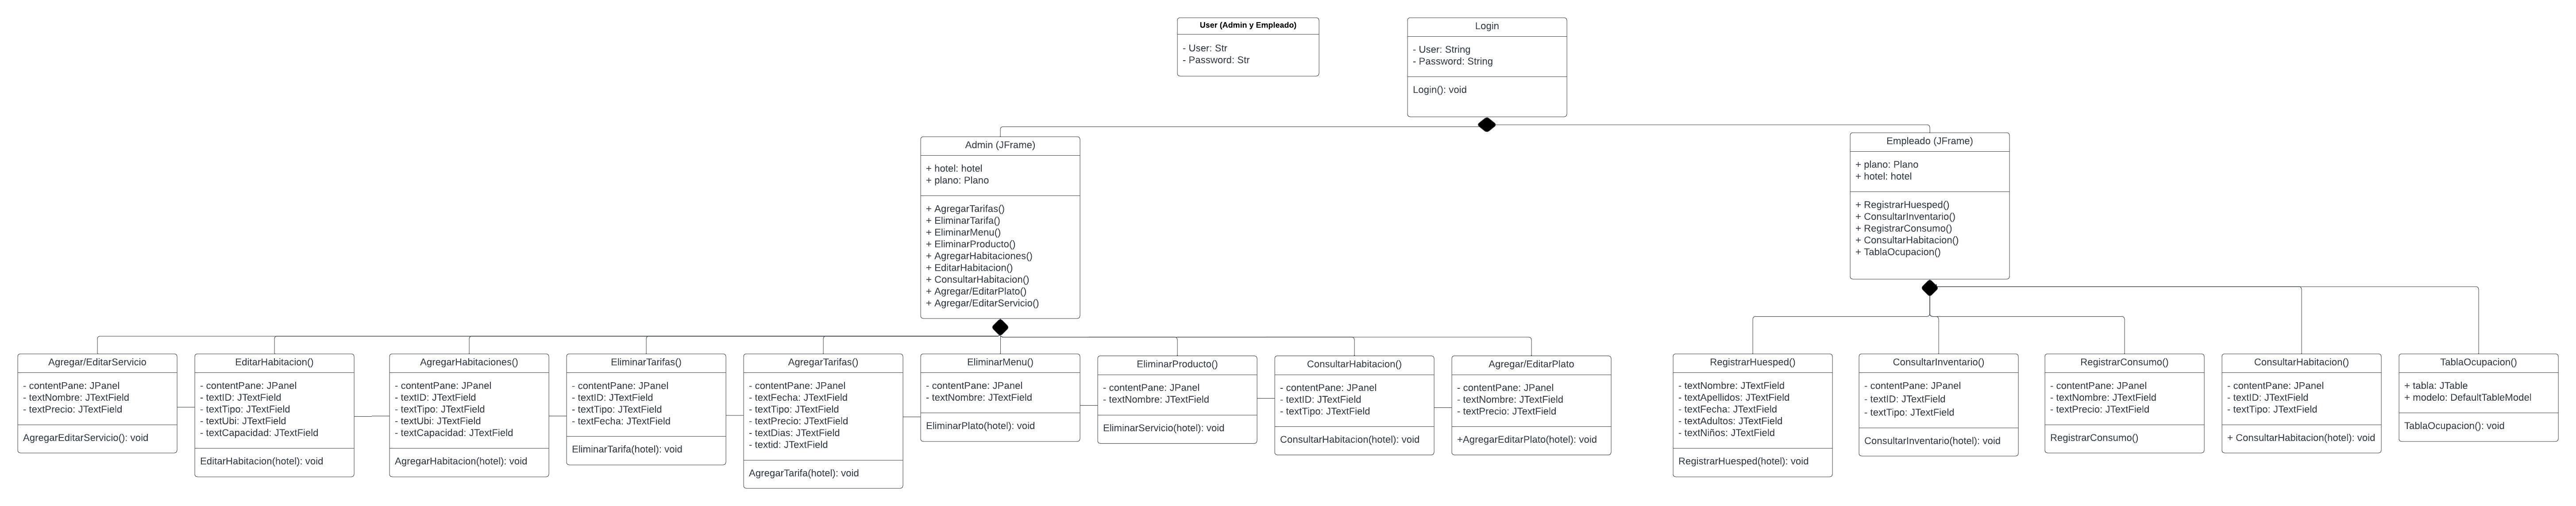 User (Admin y Empleado)
- User: Str
- Password: Str
Login
- User: String
- Password: String
Login(): void
Admin (JFrame)
+ hotel: hotel
+ plano: Plano
+ AgregarTarifas()
+ EliminarTarifa()
+ EliminarMenu()
+ EliminarProducto()
+ AgregarHabitaciones()
+ EditarHabitacion()
+ ConsultarHabitacion()
+ Agregar/EditarPlato()
+ Agregar/EditarServicio()
Empleado (JFrame)
+ plano: Plano
+ hotel: hotel
+ RegistrarHuesped()
+ ConsultarInventario()
+ RegistrarConsumo()
+ ConsultarHabitacion()
+ TablaOcupacion()
Agregar/EditarServicio
- contentPane: JPanel
- textNombre: JTextField
- textPrecio: JTextField
AgregarEditarServicio(): void
EditarHabitacion()
- contentPane: JPanel
- textID: JTextField
- textTipo: JTextField
- textUbi: JTextField
- textCapacidad: JTextField
EditarHabitacion(hotel): void
AgregarHabitaciones()
- contentPane: JPanel
- textID: JTextField
- textTipo: JTextField
- textUbi: JTextField
- textCapacidad: JTextField
AgregarHabitacion(hotel): void
EliminarTarifas()
- contentPane: JPanel
- textID: JTextField
- textTipo: JTextField
- textFecha: JTextField
EliminarTarifa(hotel): void
AgregarTarifas()
- contentPane: JPanel
- textFecha: JTextField
- textTipo: JTextField
- textPrecio: JTextField
- textDias: JTextField
- textid: JTextField
AgregarTarifa(hotel): void
EliminarMenu()
- contentPane: JPanel
- textNombre: JTextField
EliminarPlato(hotel): void
EliminarProducto()
- contentPane: JPanel
- textNombre: JTextField
EliminarServicio(hotel): void
ConsultarHabitacion()
- contentPane: JPanel
- textID: JTextField
- textTipo: JTextField
ConsultarHabitacion(hotel): void
Agregar/EditarPlato
- contentPane: JPanel
- textNombre: JTextField
- textPrecio: JTextField
+AgregarEditarPlato(hotel): void
RegistrarHuesped()
- textNombre: JTextField
- textApellidos: JTextField
- textFecha: JTextField
- textAdultos: JTextField
- textNiños: JTextField
RegistrarHuesped(hotel): void
ConsultarInventario()
- contentPane: JPanel
- textID: JTextField
- textTipo: JTextField
ConsultarInventario(hotel): void
RegistrarConsumo()
- contentPane: JPanel
- textNombre: JTextField
- textPrecio: JTextField
RegistrarConsumo()
ConsultarHabitacion()
- contentPane: JPanel
- textID: JTextField
- textTipo: JTextField
+ ConsultarHabitacion(hotel): void
TablaOcupacion()
+ tabla: JTable
+ modelo: DefaultTableModel
TablaOcupacion(): void